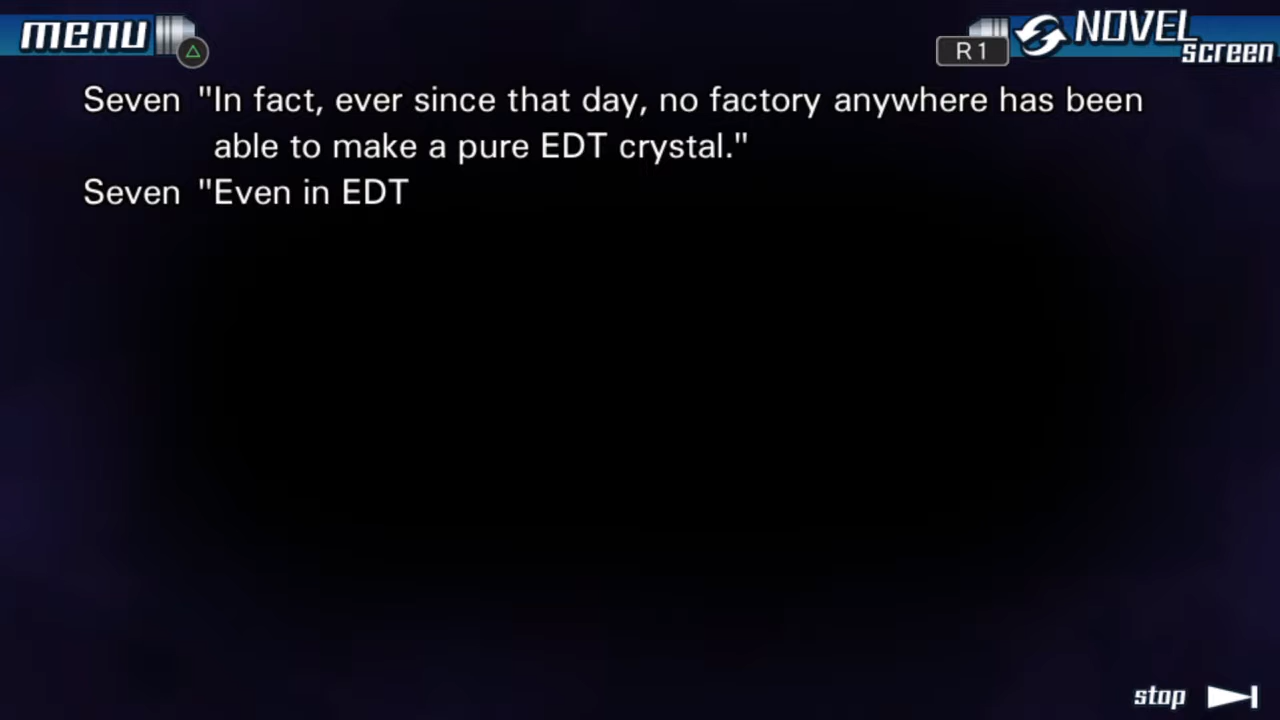 menu
R1
NOVEL
screen
Seven "In fact, ever since that day, no factory anywhere has been
able to make a pure EDT crystal."
Seven "Even in EDT
stop